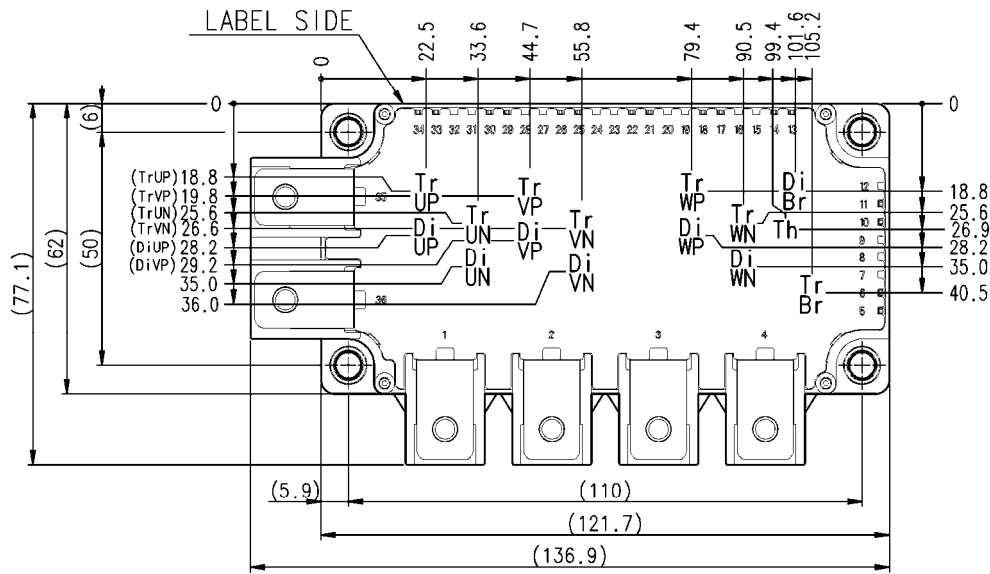 LABEL SIDE
0
22.5
33.6
44.7
55.8
79.4
90.5
99.4
101.6
105.2
0
0
(6)
34 33 32 31 30 29 28 27 26 25 24 23 22 21 20 19 18 17 16 15 14 13
(TrUP) 18.8
(TrVP) 19.8
(TrUN) 25.6
(TrVN) 26.6
(DiUP) 28.2
(DiVP) 29.2
35.0
36.0
35
36
Tr UP
Tr VP
Tr WP
Di Br
Tr UN
Tr VN
Tr WN
Th
Di UP
Di VP
Di WP
Di UN
Di VN
Di WN
Tr Br
12
11
10
9
8
7
6
5
18.8
25.6
26.9
28.2
35.0
40.5
(77.1)
(62)
(50)
1 2 3 4
(5.9)
(110)
(121.7)
(136.9)